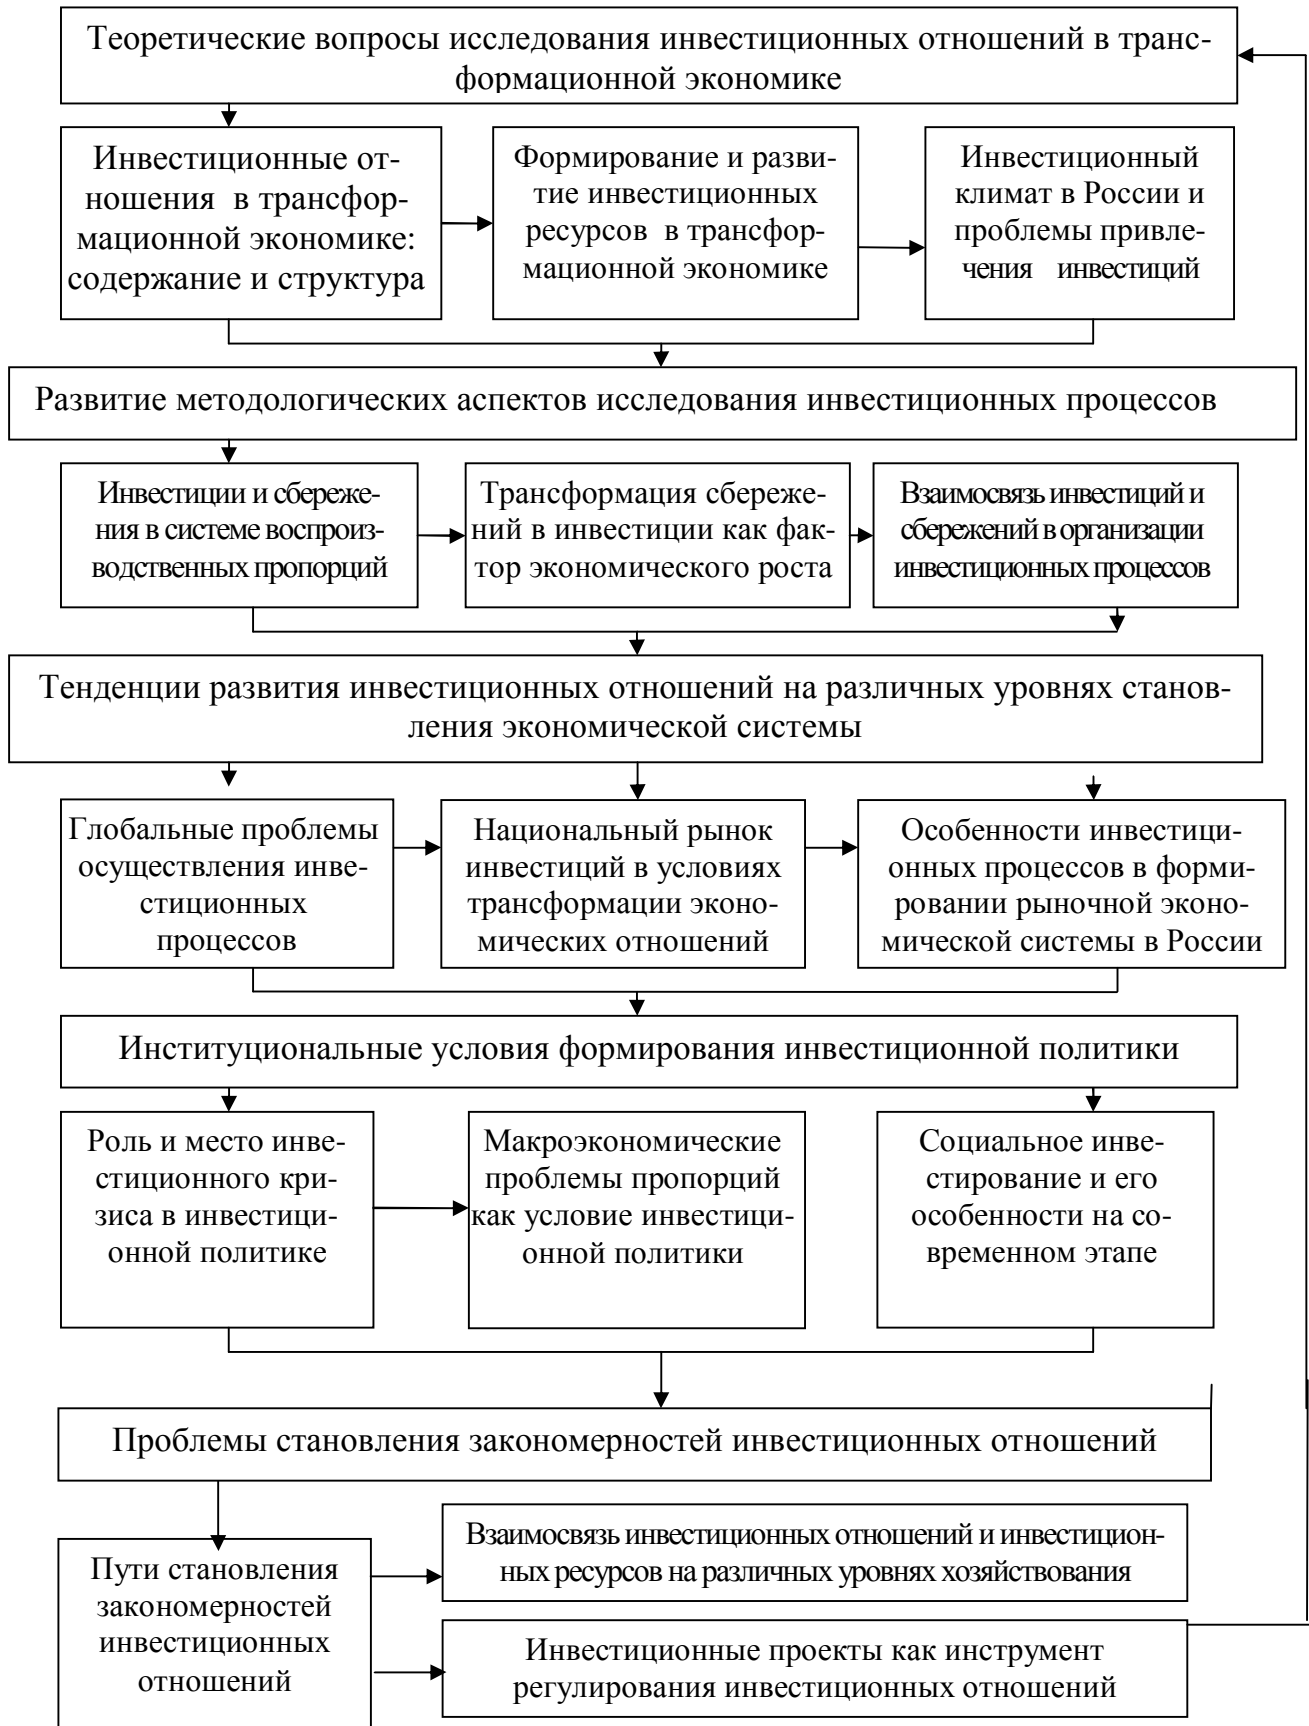 Теоретические вопросы исследования инвестиционных отношений в транс-
формационной экономике
Инвестиционные от-
ношения в трансфор-
мационной экономике:
содержание и структура
Формирование и разви-
тие инвестиционных
ресурсов в трансфор-
мационной экономике
Инвестиционный
климат в России и
проблемы привле-
чения инвестиций
Развитие методологических аспектов исследования инвестиционных процессов
Инвестиции и сбереже-
ния в системе воспроиз-
водственных пропорций
Трансформация сбереже-
ний в инвестиции как фак-
тор экономического роста
Взаимосвязь инвестиций и
сбережений в организации
инвестиционных процессов
Тенденции развития инвестиционных отношений на различных уровнях станов-
ления экономической системы
Глобальные проблемы
осуществления инве-
стиционных
процессов
Национальный рынок
инвестиций в условиях
трансформации эконо-
мических отношений
Особенности инвестици-
онных процессов в форми-
ровании рыночной эконо-
мической системы в России
Институциональные условия формирования инвестиционной политики
Роль и место инве-
стиционного кри-
зиса в инвестици-
онной политике
Макроэкономические
проблемы пропорций
как условие инвестици-
онной политики
Социальное инве-
стирование и его
особенности на со-
временном этапе
Проблемы становления закономерностей инвестиционных отношений
Пути становления
закономерностей
инвестиционных
отношений
Взаимосвязь инвестиционных отношений и инвестицион-
ных ресурсов на различных уровнях хозяйствования
Инвестиционные проекты как инструмент
регулирования инвестиционных отношений